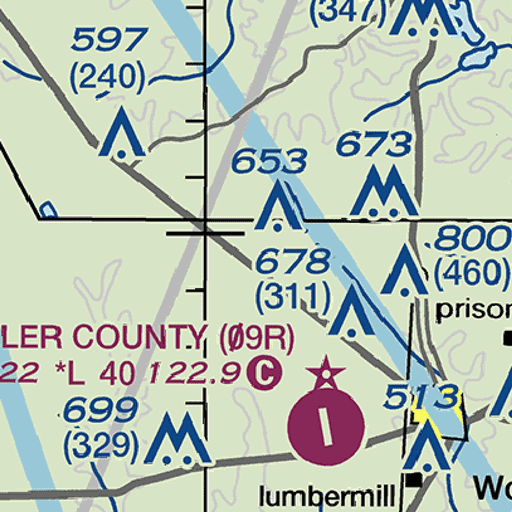 (347)
597
(240)
653
673
800
(460)
678
(311)
prison
LER COUNTY (Ø9R)
22 *L 40 122.9 C
513
699
(329)
lumbermill
Wo